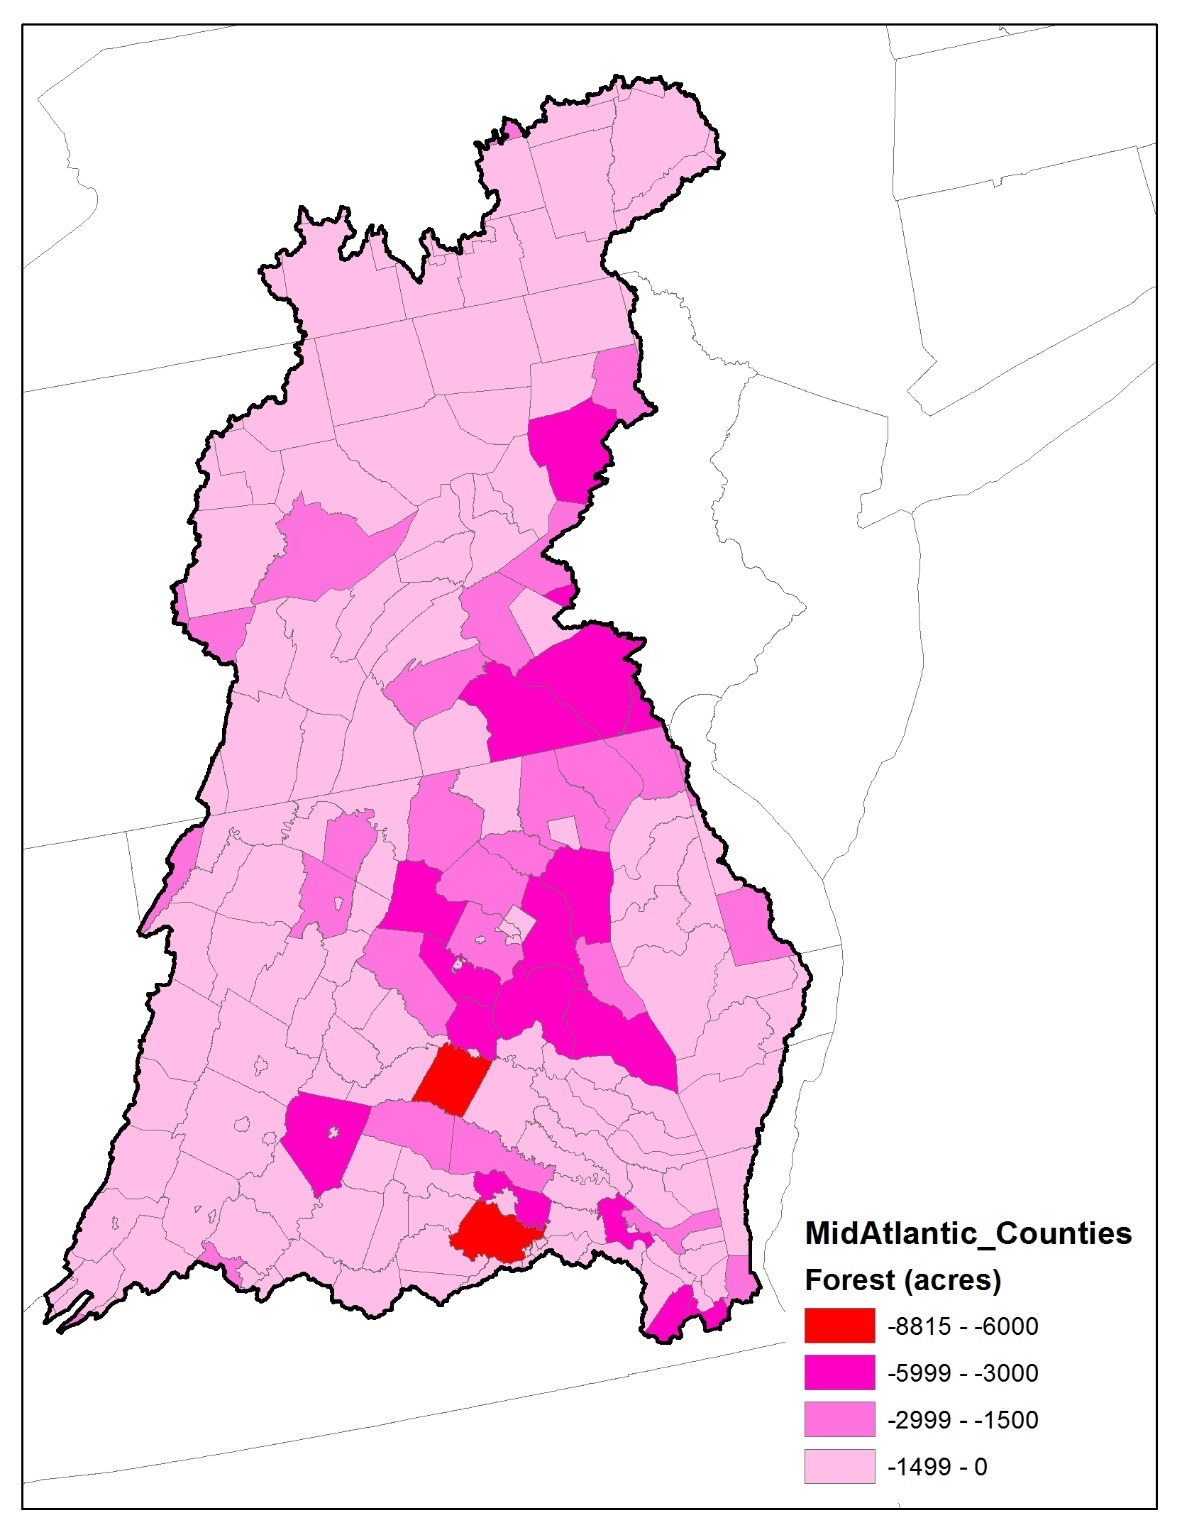 MidAtlantic_Counties
Forest (acres)
-8815 - -6000
-5999 - -3000
-2999 - -1500
-1499 - 0